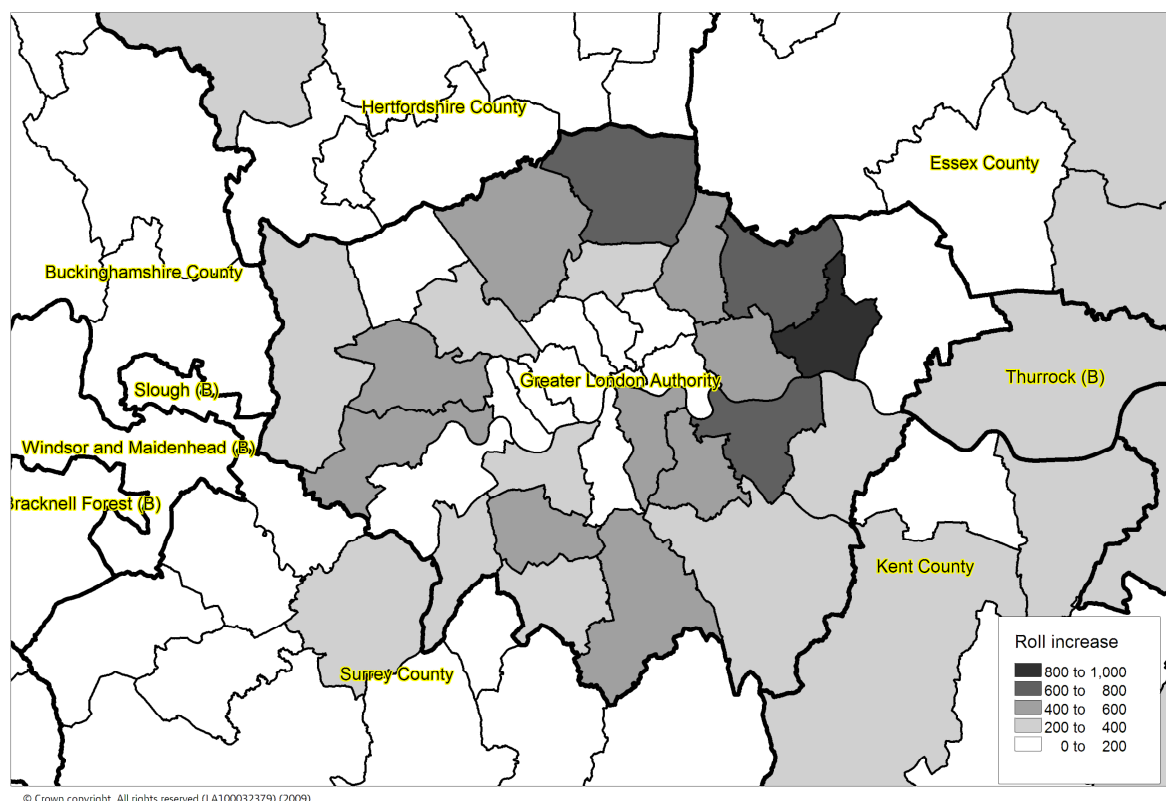 Hertfordshire County
Essex County
Buckinghamshire County
Slough (B)
Greater London Authority
Thurrock (B)
Windsor and Maidenhead (B)
Bracknell Forest (B)
Kent County
Surrey County
Roll increase
800 to 1,000
600 to 800
400 to 600
200 to 400
0 to 200
© Crown copyright. All rights reserved (LA100032379) (2009)